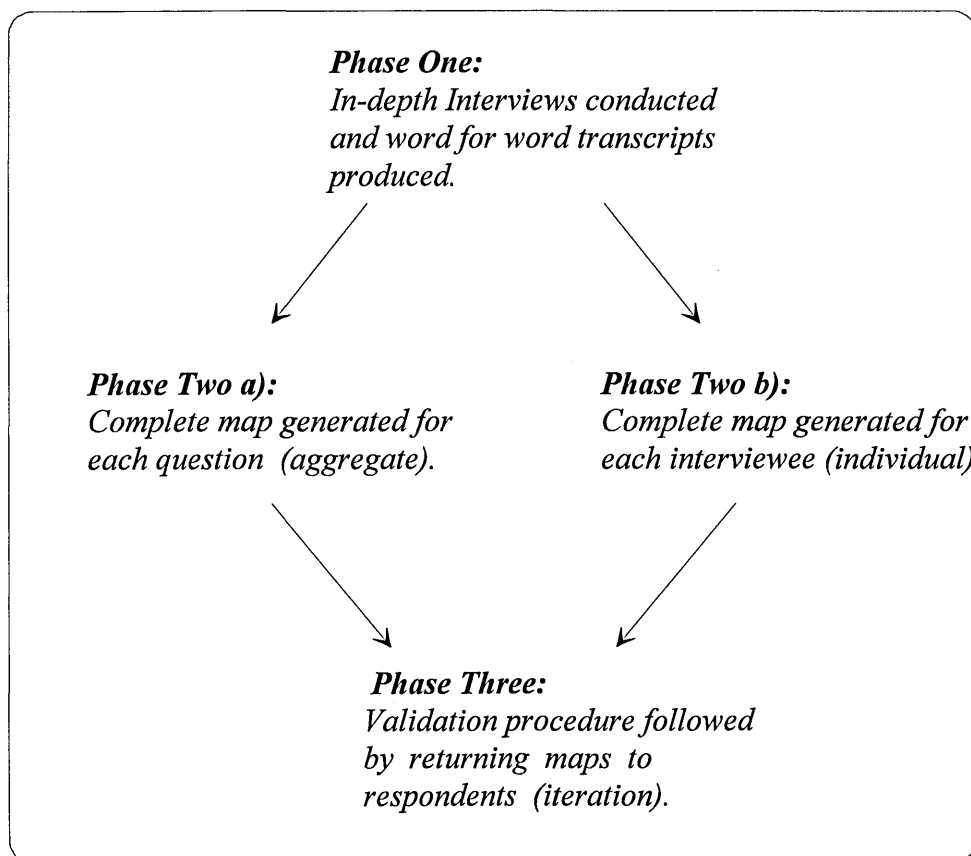 Phase One:
In-depth Interviews conducted
and word for word transcripts
produced.
Phase Two a):
Complete map generated for
each question (aggregate).
Phase Two b):
Complete map generated for
each interviewee (individual)
Phase Three:
Validation procedure followed
by returning maps to
respondents (iteration).